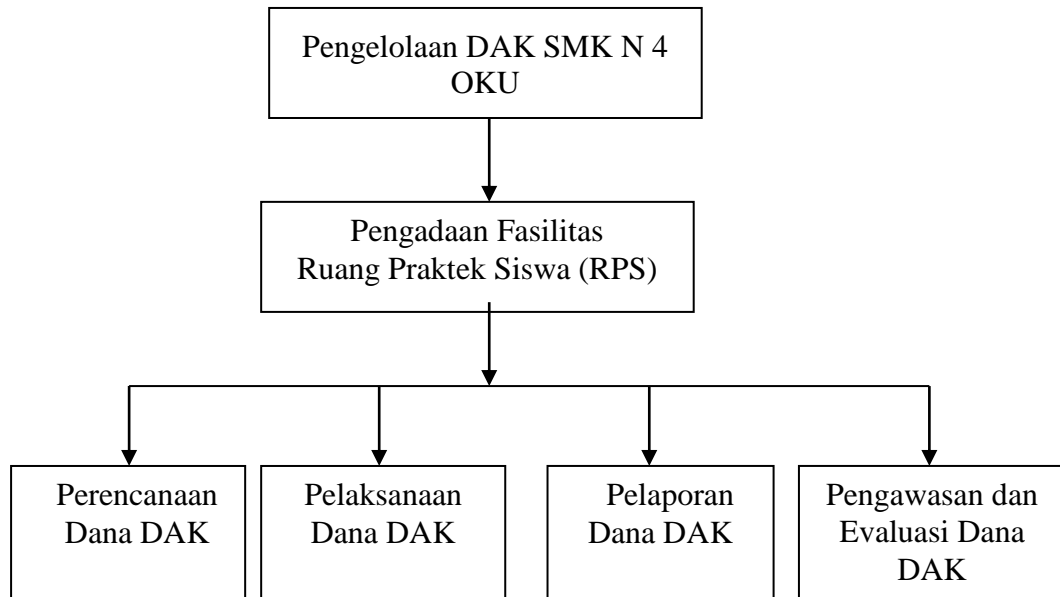 Pengelolaan DAK SMK N 4
OKU
Pengadaan Fasilitas
Ruang Praktek Siswa (RPS)
Perencanaan
Dana DAK
Pelaksanaan
Dana DAK
Pelaporan
Dana DAK
Pengawasan dan
Evaluasi Dana
DAK